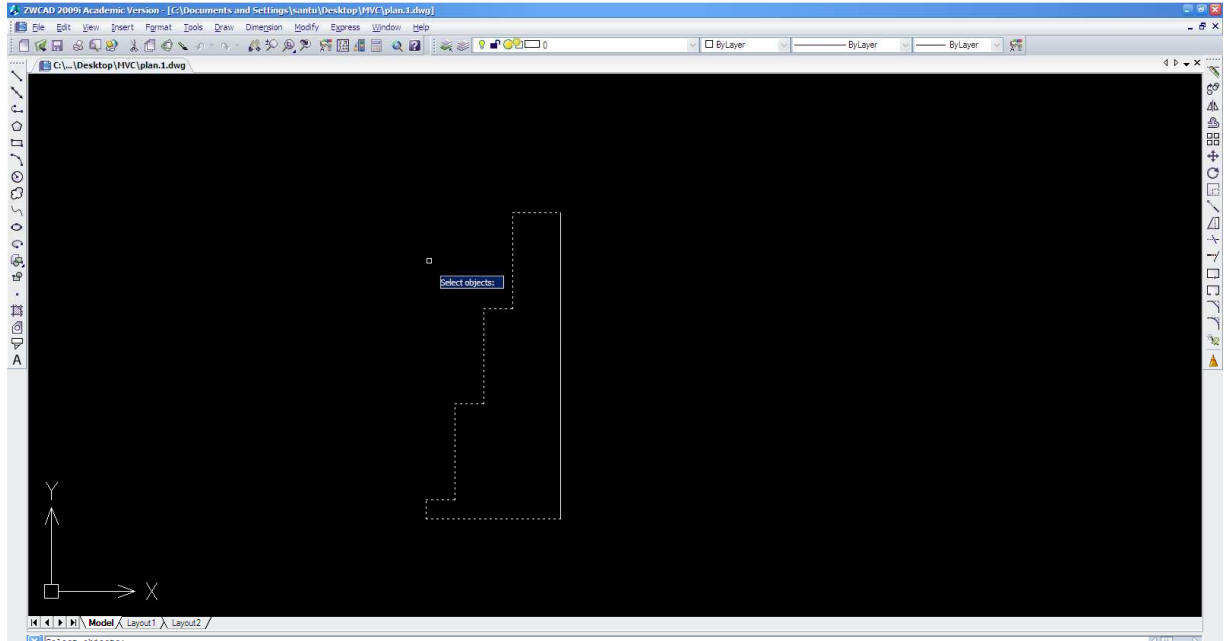 ZWCAD 2009i Academic Version - [C:\Documents and Settings\santu\Desktop\MVC\plan.1.dwg]
File Edit View Insert Format Tools Draw Dimension Modify Express Window Help
0 ByLayer ByLayer ByLayer
C:\...\Desktop\MVC\plan.1.dwg
A
Select objects:
Y
X
Model Layout1 Layout2
Select objects: